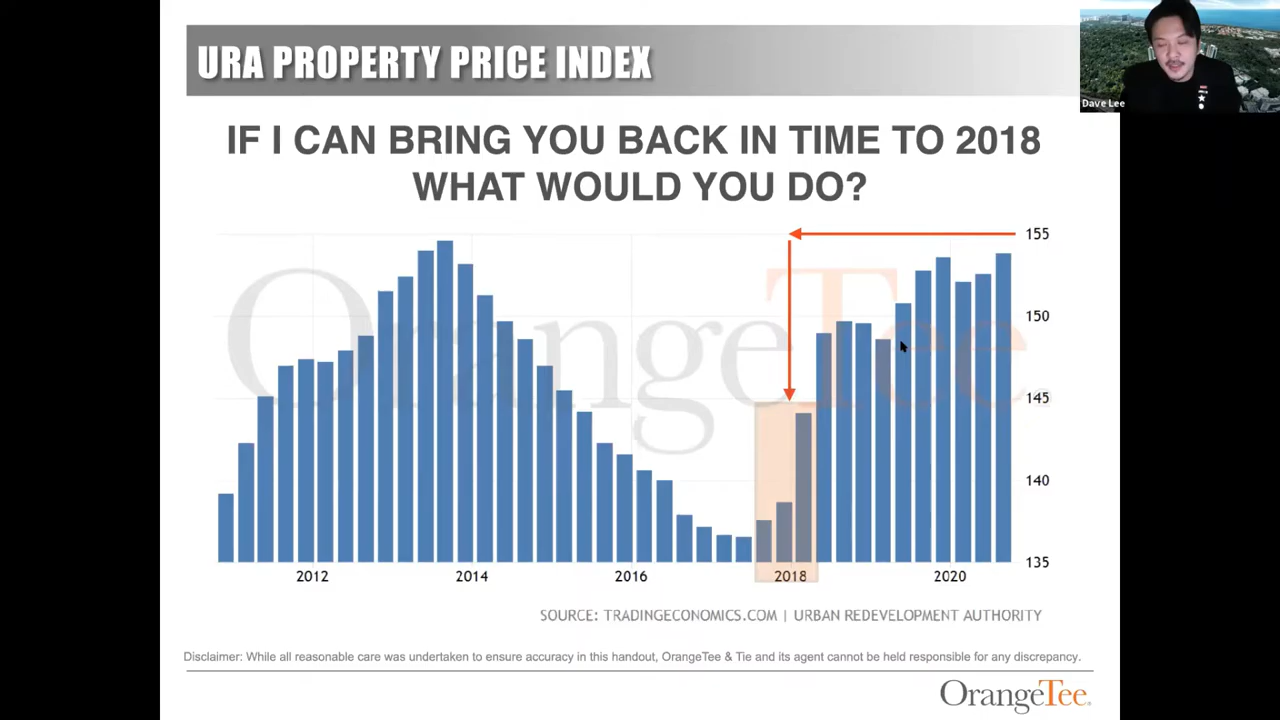 URA PROPERTY PRICE INDEX
Dave Lee
IF I CAN BRING YOU BACK IN TIME TO 2018
WHAT WOULD YOU DO?
OrangeTee
155
150
145
140
135
2012 2014 2016 2018 2020
SOURCE: TRADINGECONOMICS.COM | URBAN REDEVELOPMENT AUTHORITY
Disclaimer: While all reasonable care was undertaken to ensure accuracy in this handout, OrangeTee & Tie and its agent cannot be held responsible for any discrepancy.
OrangeTee